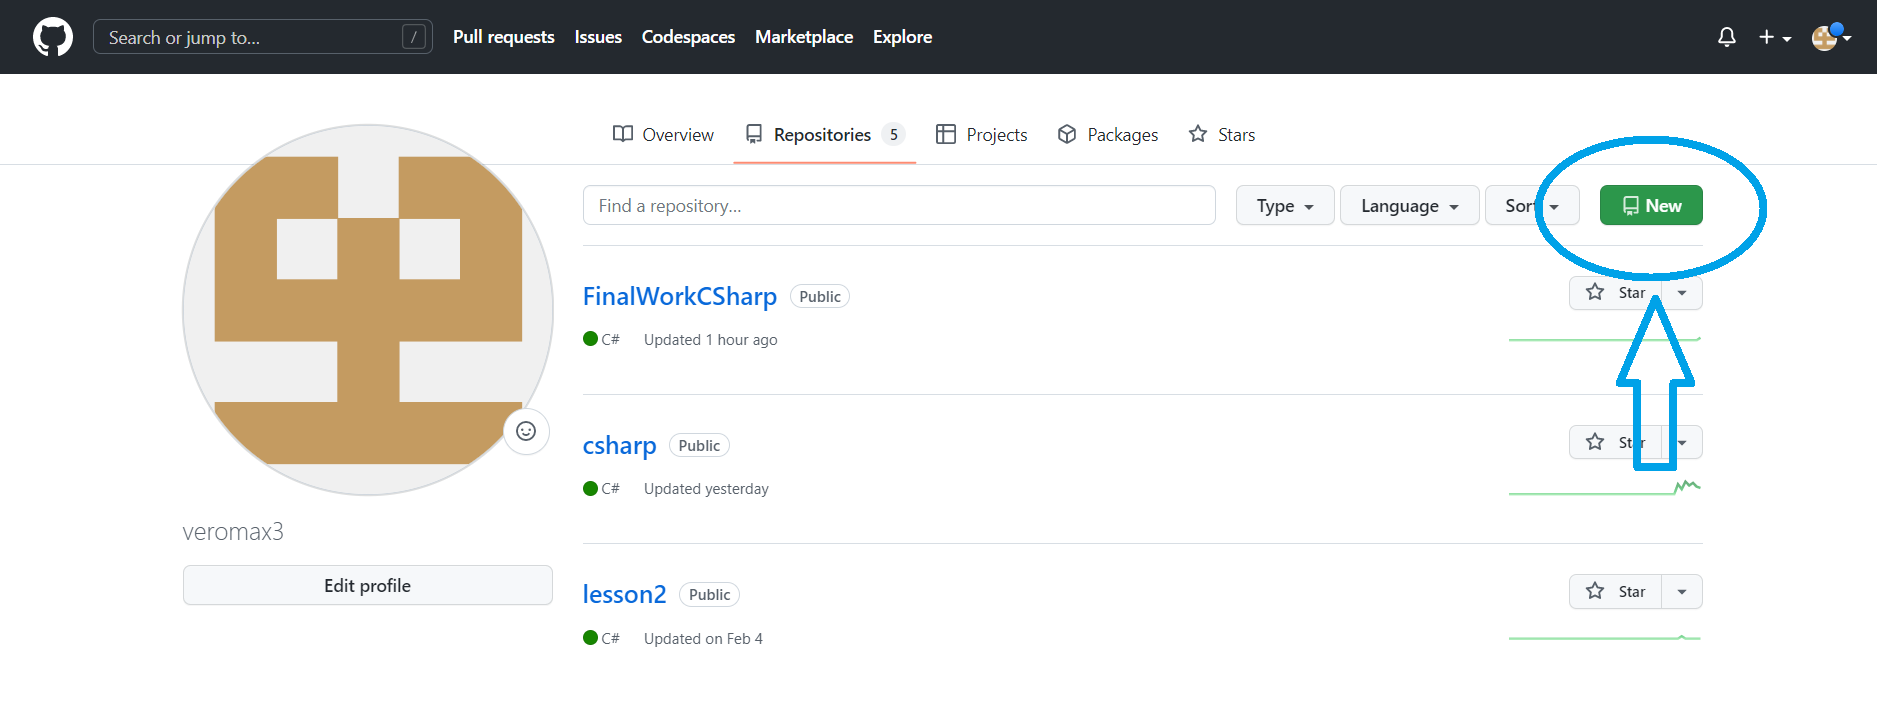 Search or jump to... / Pull requests Issues Codespaces Marketplace Explore
Overview Repositories 5 Projects Packages Stars
Find a repository... Type Language Sort New
FinalWorkCSharp Public Star
C# Updated 1 hour ago
csharp Public Star
C# Updated yesterday
veromax3
Edit profile
lesson2 Public Star
C# Updated on Feb 4